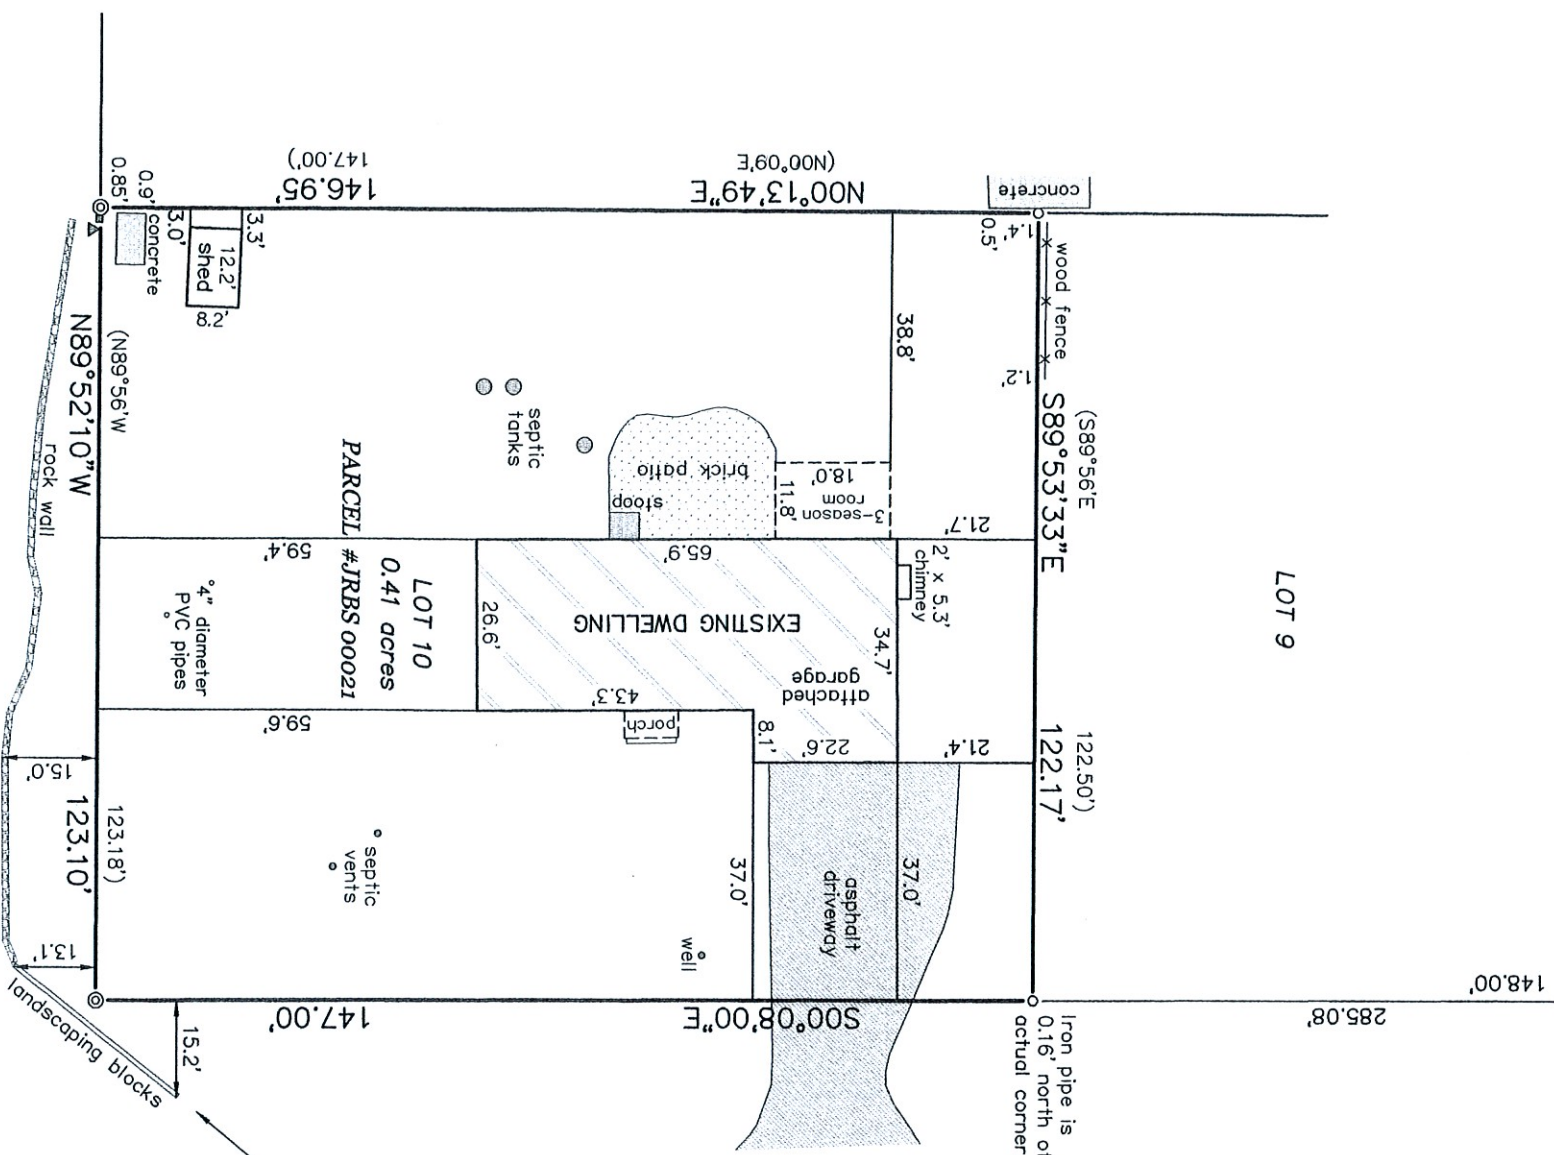 LOT 9
148.00'
285.08'
Iron pipe is
0.16' north of
actual corner
concrete
(S89°56'E
122.50')
S89°53'33"E
122.17'
wood fence
1.4'
0.5'
1.2'
(N00°09'E
147.00')
N00°13'49"E
146.95'
38.8'
21.7'
21.4'
3-season
room
18.0'
11.8'
brick patio
stoop
2' x 5.3'
chimney
65.9'
EXISTING DWELLING
34.7'
attached
garage
26.6'
43.3'
porch
8.1'
22.6'
37.0'
37.0'
asphalt
driveway
well
S00°08'00"E
147.00'
septic
tanks
LOT 10
0.41 acres
PARCEL #JRBS 00021
59.4'
59.6'
septic
vents
4" diameter
PVC pipes
3.3'
12.2'
shed
8.2'
3.0'
concrete
0.9'
0.85'
(N89°56'W
123.18')
N89°52'10"W
123.10'
rock wall
15.0'
13.1'
15.2'
landscaping blocks